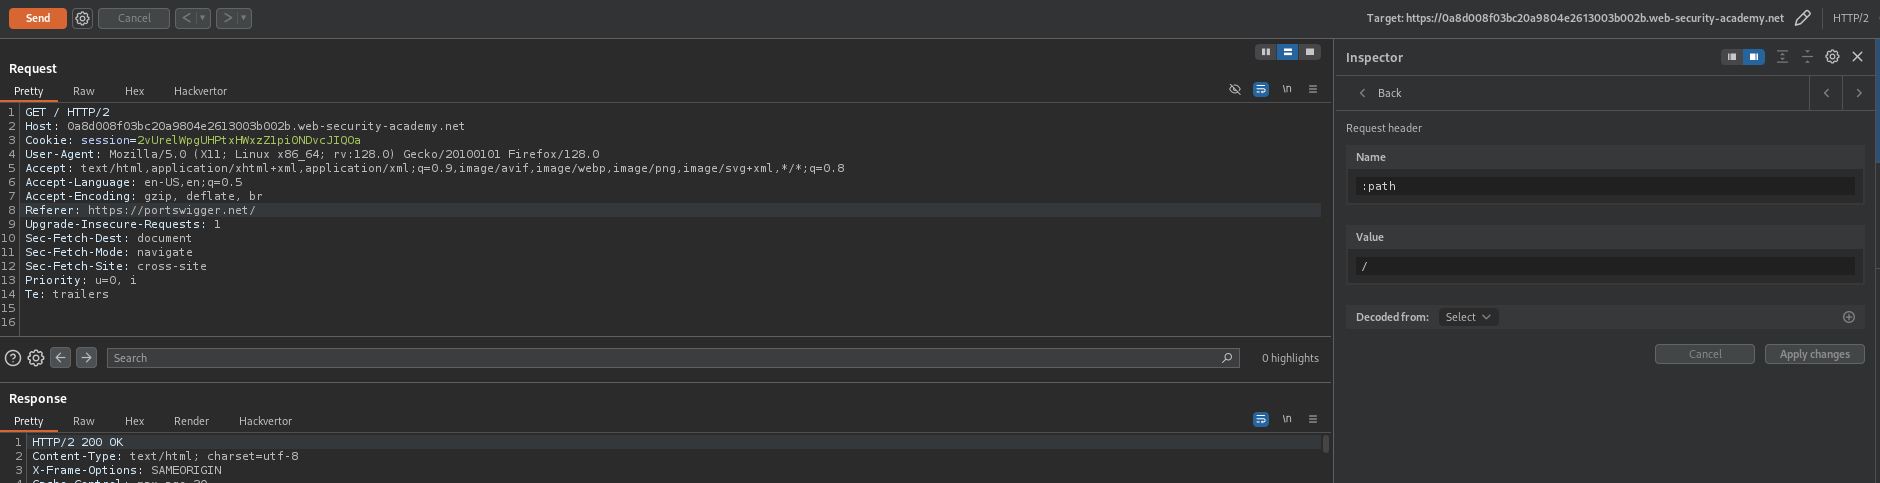 Send
Cancel
<
>
Target: https://0a8d008f03bc20a9804e2613003b002b.web-security-academy.net
HTTP/2
Request
Pretty Raw Hex Hackvertor
\n
1 GET / HTTP/2
2 Host: 0a8d008f03bc20a9804e2613003b002b.web-security-academy.net
3 Cookie: session=2vUrelWpgUHPtxHWxzZlpi0NDvcJIQOa
4 User-Agent: Mozilla/5.0 (X11; Linux x86_64; rv:128.0) Gecko/20100101 Firefox/128.0
5 Accept: text/html,application/xhtml+xml,application/xml;q=0.9,image/avif,image/webp,image/png,image/svg+xml,*/*;q=0.8
6 Accept-Language: en-US,en;q=0.5
7 Accept-Encoding: gzip, deflate, br
8 Referer: https://portswigger.net/
9 Upgrade-Insecure-Requests: 1
10 Sec-Fetch-Dest: document
11 Sec-Fetch-Mode: navigate
12 Sec-Fetch-Site: cross-site
13 Priority: u=0, i
14 Te: trailers
15
16
Search
0 highlights
Response
Pretty Raw Hex Render Hackvertor
\n
1 HTTP/2 200 OK
2 Content-Type: text/html; charset=utf-8
3 X-Frame-Options: SAMEORIGIN
Inspector
Back
Request header
Name
:path
Value
/
Decoded from: Select
Cancel
Apply changes